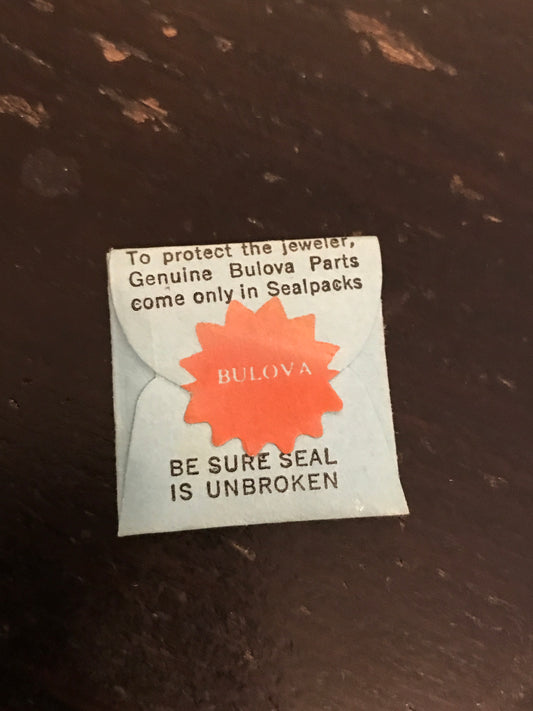 To protect the jeweler,
Genuine Bulova Parts
come only in Sealpacks
BULOVA
BE SURE SEAL
IS UNBROKEN